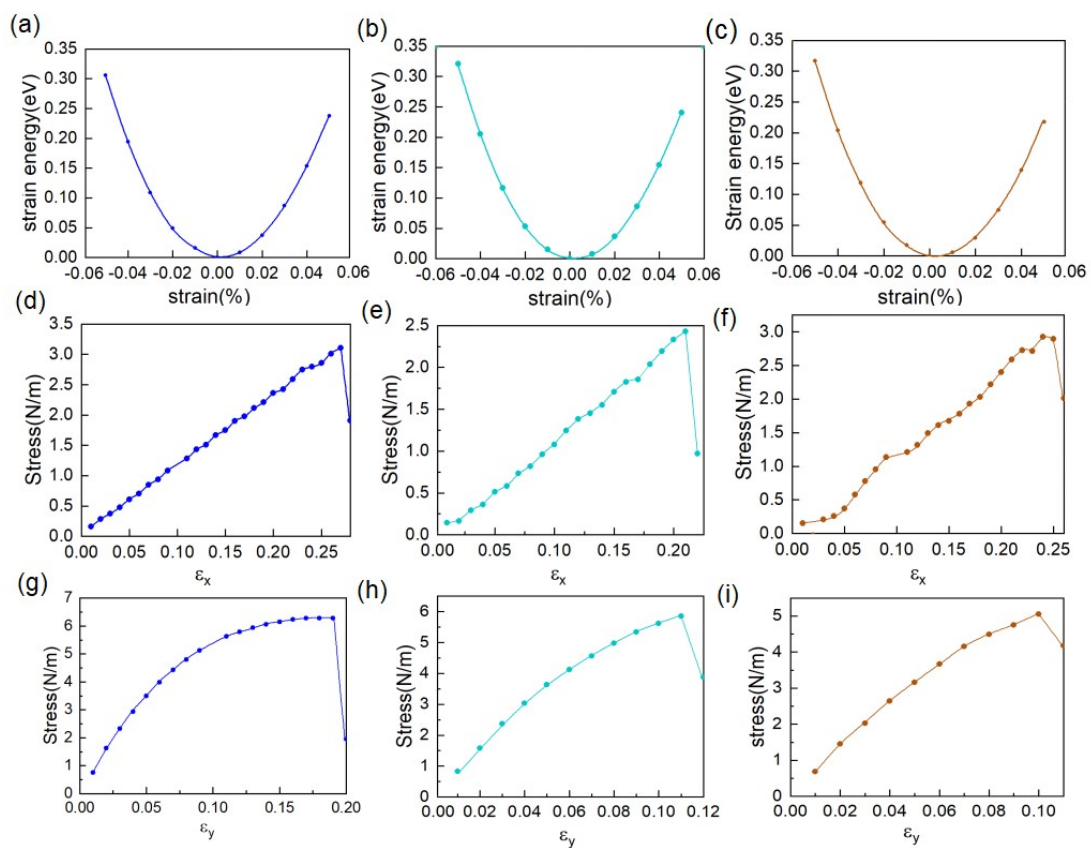 (a)
(b)
(c)
0.35
0.30
0.25
0.20
0.15
0.10
0.05
0.00
strain energy(eV)
-0.06 -0.04 -0.02 0.00 0.02 0.04 0.06
strain(%)
0.35
0.30
0.25
0.20
0.15
0.10
0.05
0.00
strain energy(eV)
-0.06 -0.04 -0.02 0.00 0.02 0.04 0.06
strain(%)
0.35
0.30
0.25
0.20
0.15
0.10
0.05
0.00
Strain energy(eV)
-0.06 -0.04 -0.02 0.00 0.02 0.04 0.06
strain(%)
(d)
(e)
(f)
3.5
3.0
2.5
2.0
1.5
1.0
0.5
0.0
Stress(N/m)
0.00 0.05 0.10 0.15 0.20 0.25
εx
2.5
2.0
1.5
1.0
0.5
0.0
Stress(N/m)
0.00 0.05 0.10 0.15 0.20
εx
3.0
2.5
2.0
1.5
1.0
0.5
0.0
Stress(N/m)
0.00 0.05 0.10 0.15 0.20 0.25
εx
(g)
(h)
(i)
7
6
5
4
3
2
1
0
Stress(N/m)
0.00 0.05 0.10 0.15 0.20
εy
6
5
4
3
2
1
0
Stress(N/m)
0.00 0.02 0.04 0.06 0.08 0.10 0.12
εy
5
4
3
2
1
0
stress(N/m)
0.00 0.02 0.04 0.06 0.08 0.10
εy